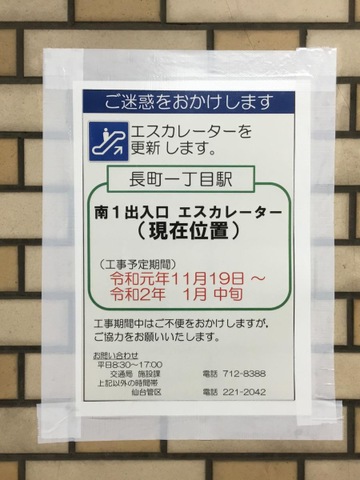 ご迷惑をおかけします
エスカレーターを
更新します。
長町一丁目駅
南1出入口 エスカレーター
(現在位置)
(工事予定期間)
令和元年11月19日~
令和2年 1月 中旬
工事期間中はご不便をおかけしますが、
ご協力をお願いいたします。
お問い合わせ
平日8:30~17:00
交通局 施設課 電話 712-8388
上記以外の時間帯
仙台管区 電話 221-2042